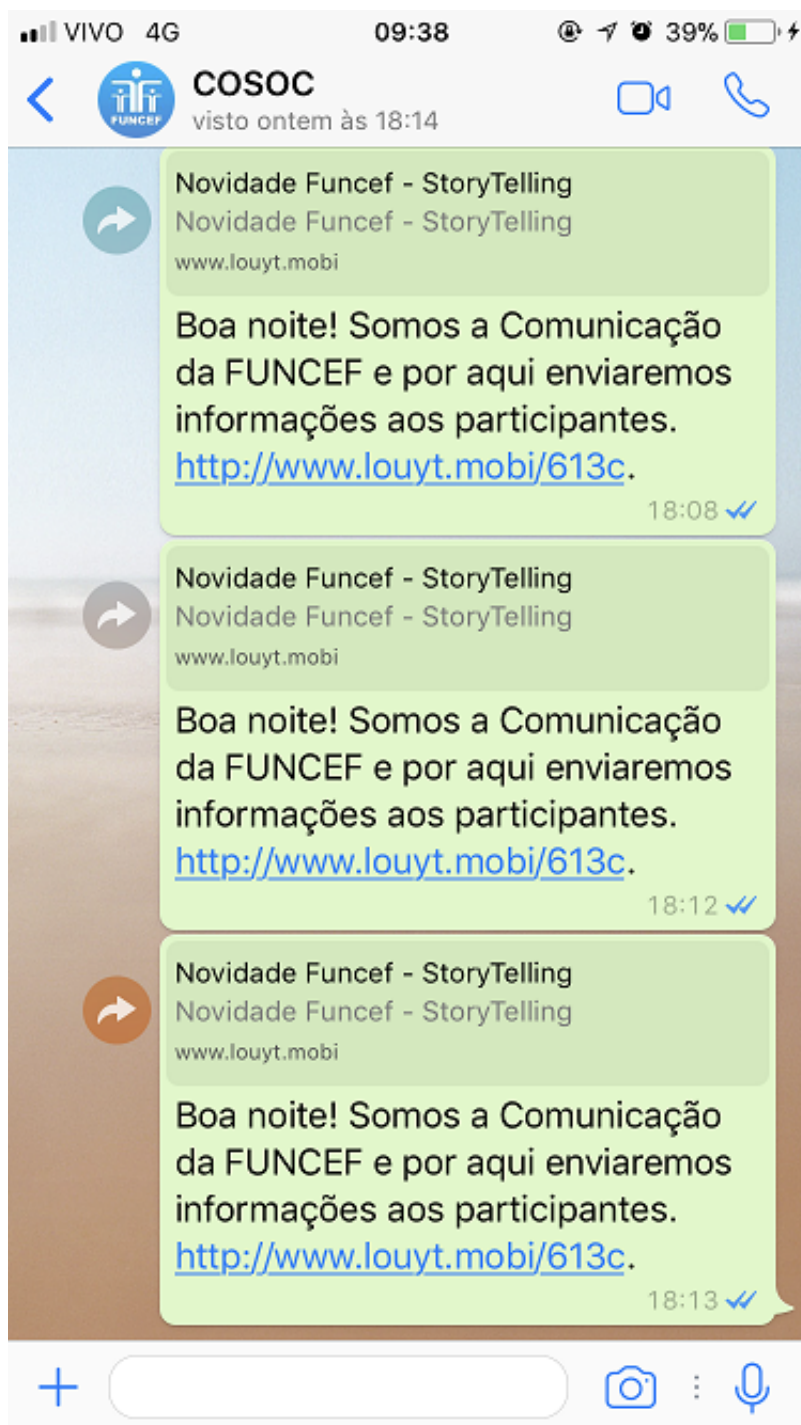 VIVO 4G 09:38 39%
FUNCEF
COSOC
visto ontem às 18:14
Novidade Funcef - StoryTelling
Novidade Funcef - StoryTelling
www.louyt.mobi
Boa noite! Somos a Comunicação
da FUNCEF e por aqui enviaremos
informações aos participantes.
http://www.louyt.mobi/613c.
18:08
Novidade Funcef - StoryTelling
Novidade Funcef - StoryTelling
www.louyt.mobi
Boa noite! Somos a Comunicação
da FUNCEF e por aqui enviaremos
informações aos participantes.
http://www.louyt.mobi/613c.
18:12
Novidade Funcef - StoryTelling
Novidade Funcef - StoryTelling
www.louyt.mobi
Boa noite! Somos a Comunicação
da FUNCEF e por aqui enviaremos
informações aos participantes.
http://www.louyt.mobi/613c.
18:13